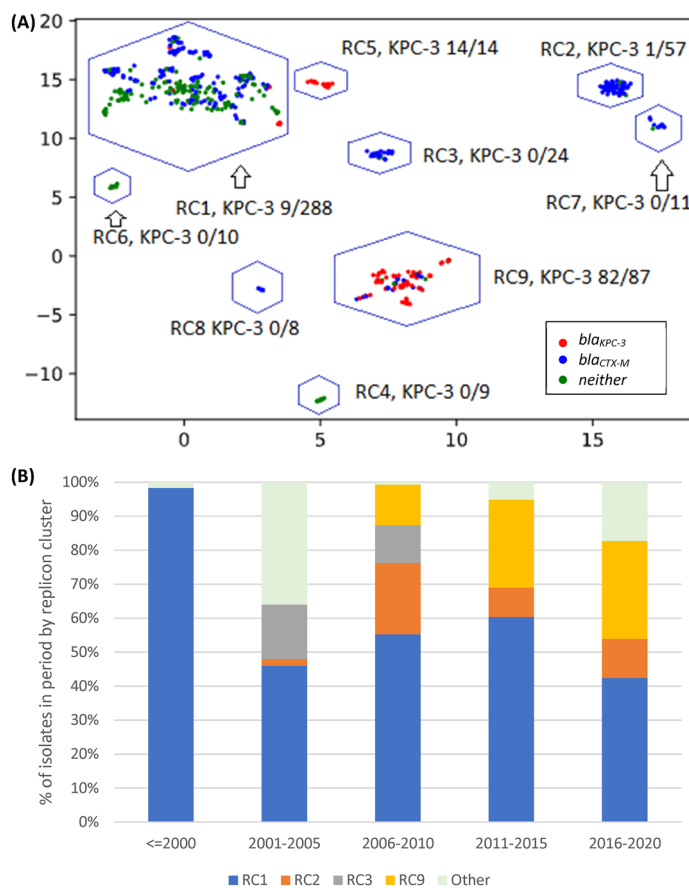 (A)
20
15
10
5
0
−5
−10
RC5, KPC-3 14/14
RC2, KPC-3 1/57
RC3, KPC-3 0/24
RC7, KPC-3 0/11
RC1, KPC-3 9/288
RC6, KPC-3 0/10
RC9, KPC-3 82/87
RC8 KPC-3 0/8
RC4, KPC-3 0/9
blaKPC-3
blaCTX-M
neither
0 5 10 15
(B)
% of isolates in period by replicon cluster
100%
90%
80%
70%
60%
50%
40%
30%
20%
10%
0%
<=2000 2001-2005 2006-2010 2011-2015 2016-2020
RC1 RC2 RC3 RC9 Other